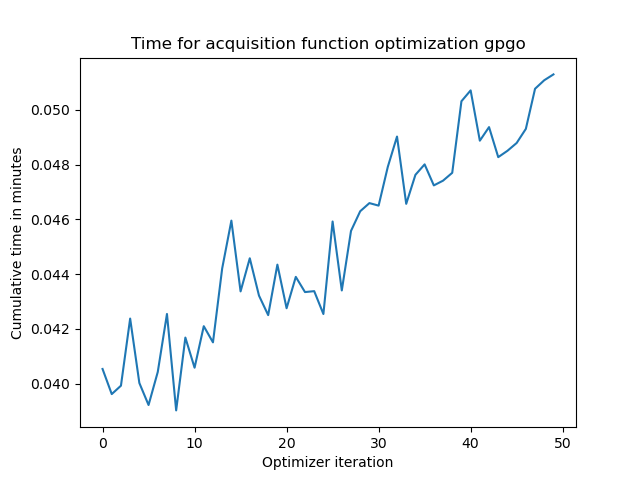 Time for acquisition function optimization gpgo
Cumulative time in minutes
0.050
0.048
0.046
0.044
0.042
0.040
0 10 20 30 40 50
Optimizer iteration